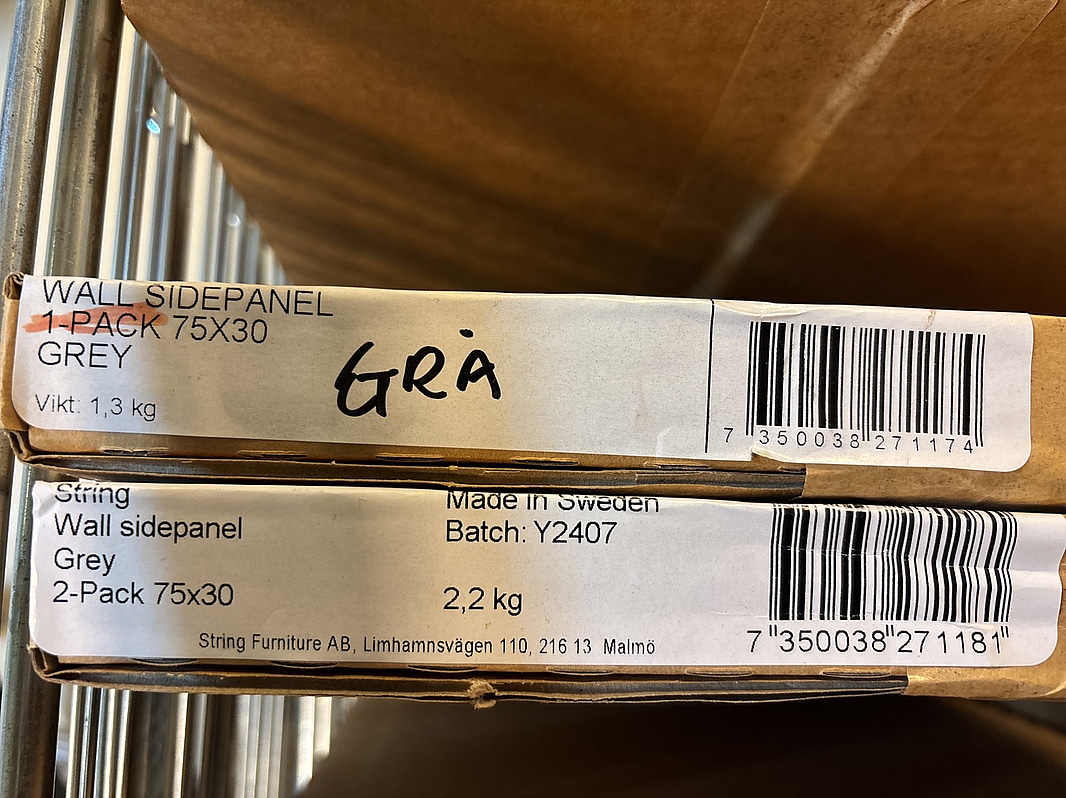 WALL SIDEPANEL
1-PACK 75X30
GREY
GRÅ
Vikt: 1,3 kg
7 350038 271174
String
Wall sidepanel
Grey
2-Pack 75x30
Made in Sweden
Batch: Y2407
2,2 kg
String Furniture AB, Limhamnsvägen 110, 216 13 Malmö
7 "350038"271181"